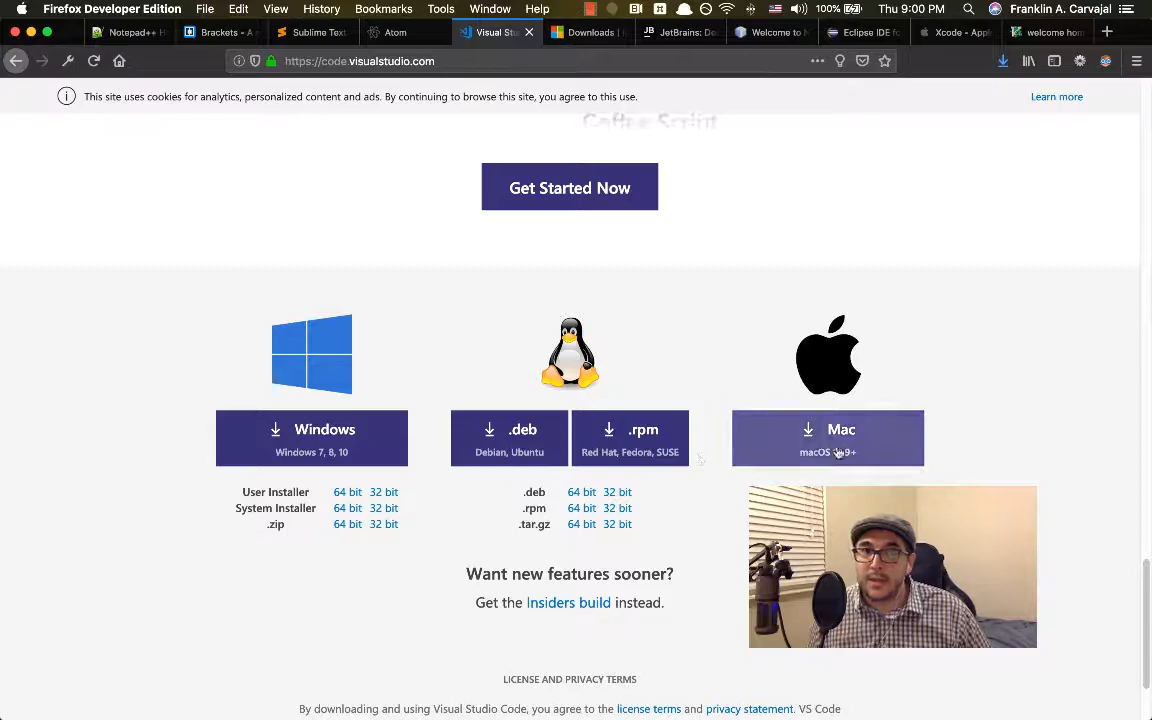 Firefox Developer Edition File Edit View History Bookmarks Tools Window Help 100% Thu 9:00 PM Franklin A. Carvajal
Notepad++ H Brackets - A Sublime Text Atom Visual Stu Downloads | JetBrains: De Welcome to N Eclipse IDE fo Xcode - Appl welcome hom
https://code.visualstudio.com
This site uses cookies for analytics, personalized content and ads. By continuing to browse this site, you agree to this use. Learn more
Coffee Script
Get Started Now
Windows
Windows 7, 8, 10
.deb
Debian, Ubuntu
.rpm
Red Hat, Fedora, SUSE
Mac
macOS
User Installer 64 bit 32 bit
System Installer 64 bit 32 bit
.zip 64 bit 32 bit
.deb 64 bit 32 bit
.rpm 64 bit 32 bit
.tar.gz 64 bit 32 bit
Want new features sooner?
Get the Insiders build instead.
LICENSE AND PRIVACY TERMS
By downloading and using Visual Studio Code, you agree to the license terms and privacy statement. VS Code